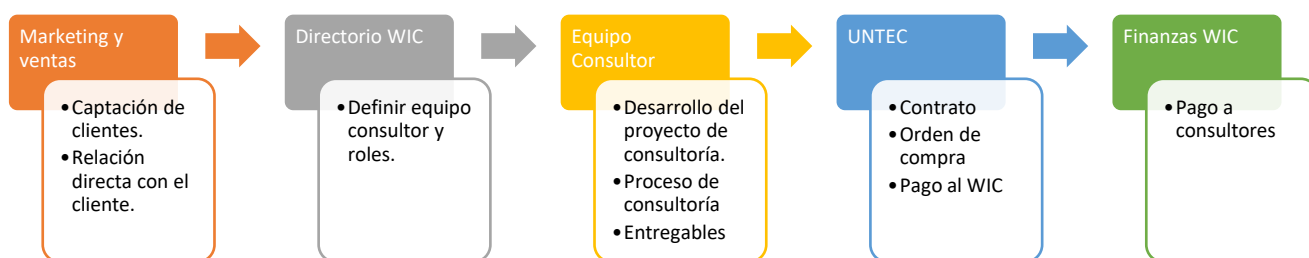 Marketing y
ventas
•Captación de
clientes.
•Relación
directa con el
cliente.
Directorio WIC
•Definir equipo
consultor y
roles.
Equipo
Consultor
•Desarrollo del
proyecto de
consultoría.
•Proceso de
consultoría
•Entregables
UNTEC
•Contrato
•Orden de
compra
•Pago al WIC
Finanzas WIC
•Pago a
consultores